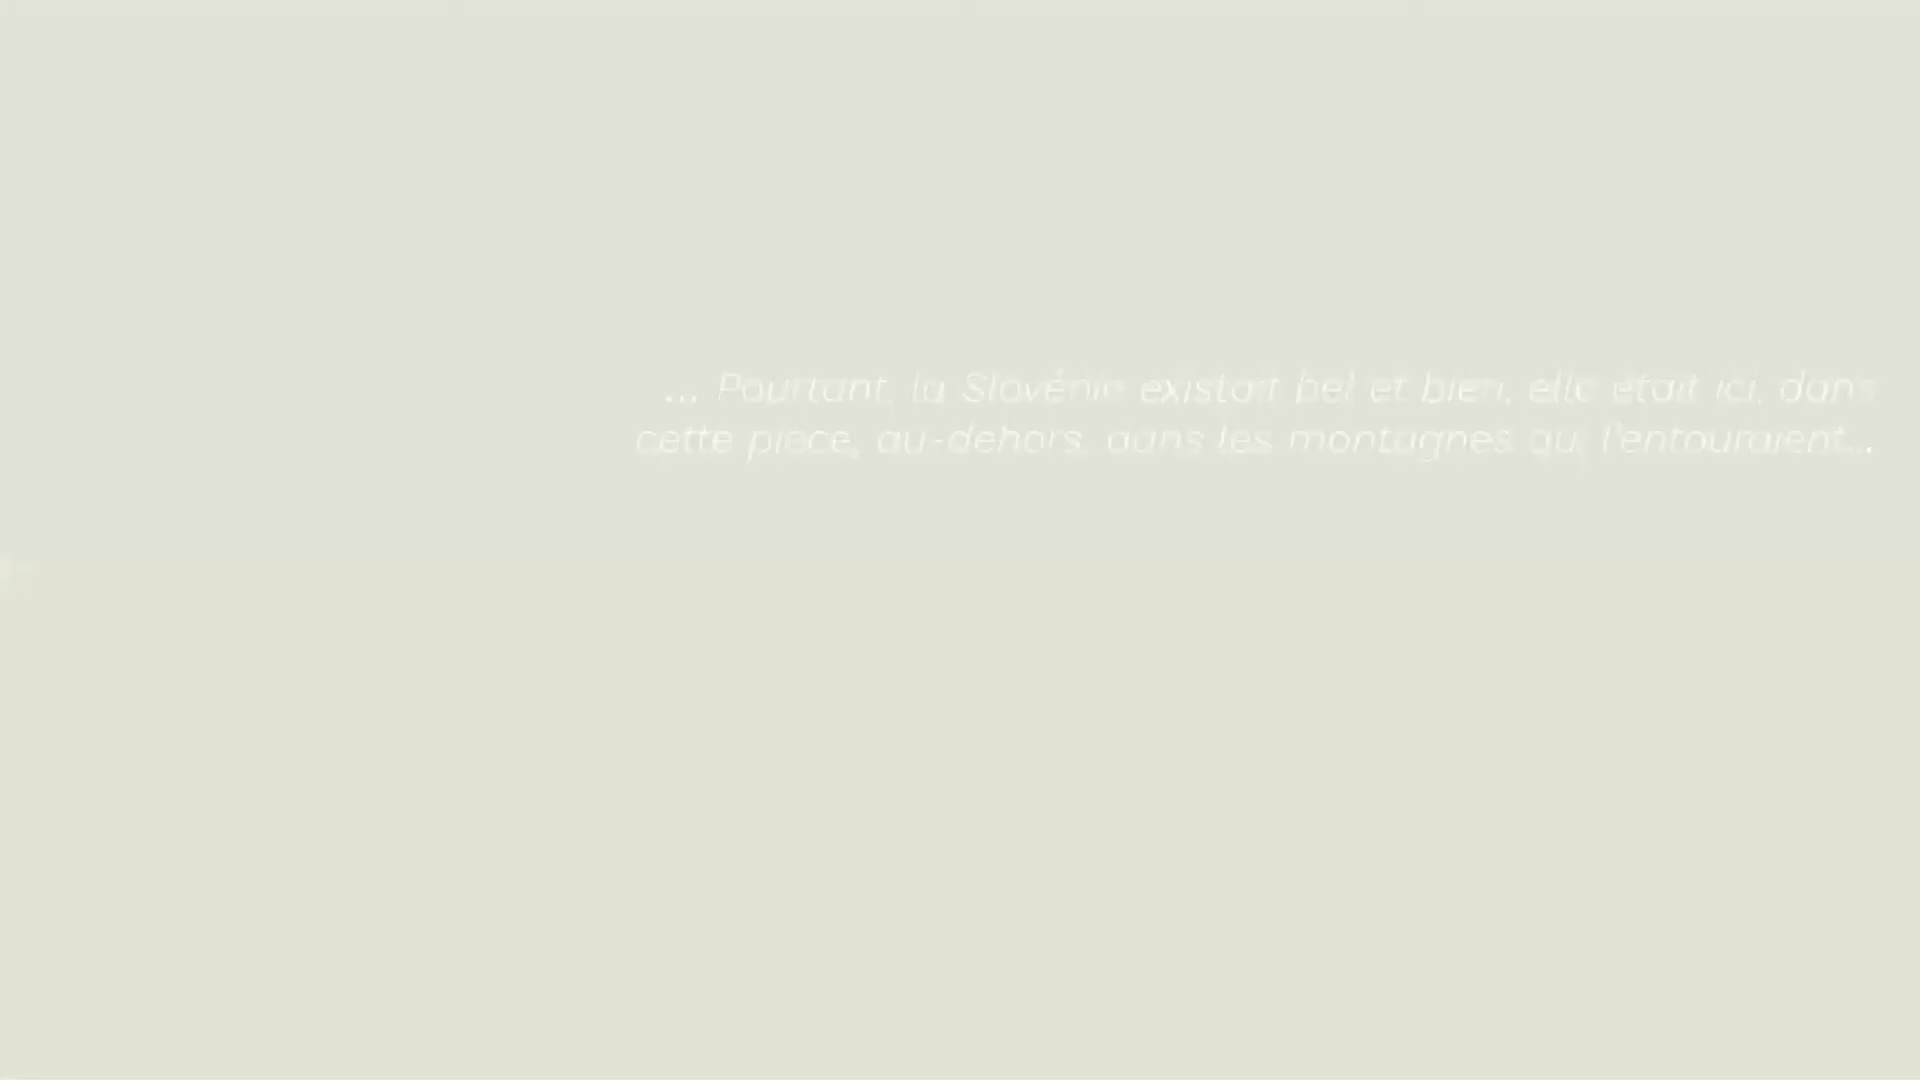 ... Pourtant, la Slovénie existait bel et bien, elle était ici, dans
cette pièce, au-dehors, dans les montagnes qui l'entouraient...